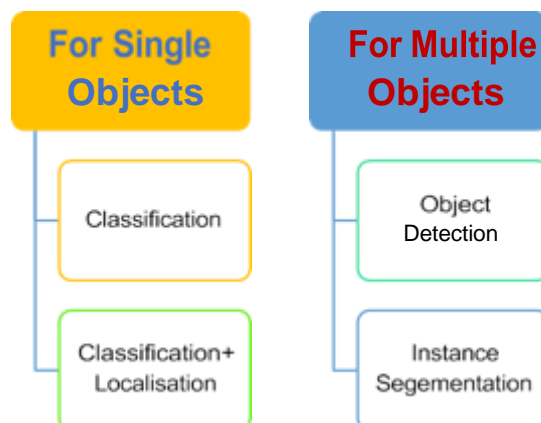 For Single
Objects
Classification
Classification+
Localisation
For Multiple
Objects
Object
Detection
Instance
Segementation